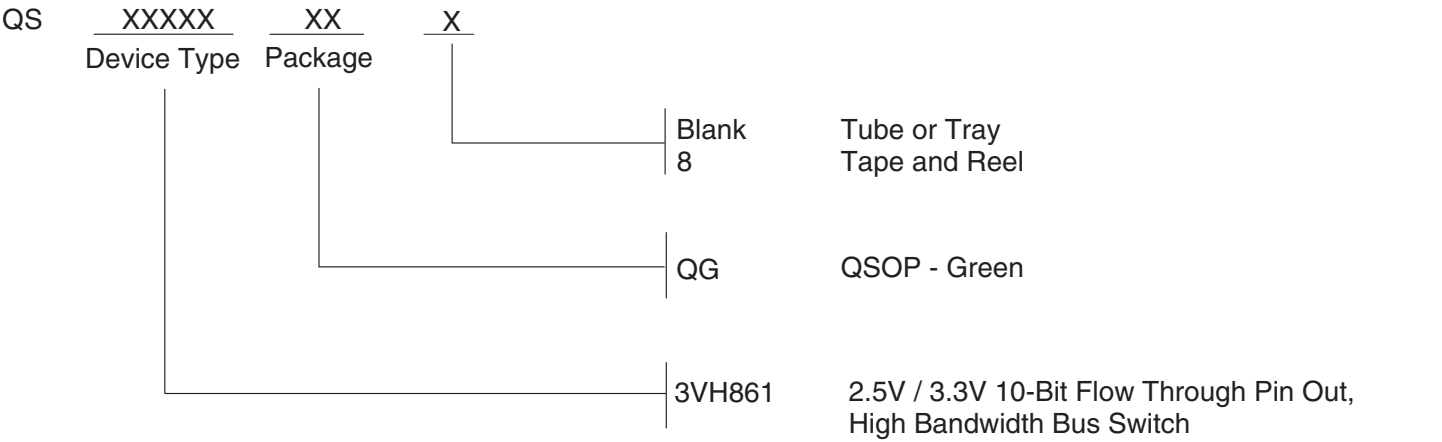 QS XXXXX XX X
Device Type Package
Blank Tube or Tray
8 Tape and Reel
QG QSOP - Green
3VH861 2.5V / 3.3V 10-Bit Flow Through Pin Out,
High Bandwidth Bus Switch